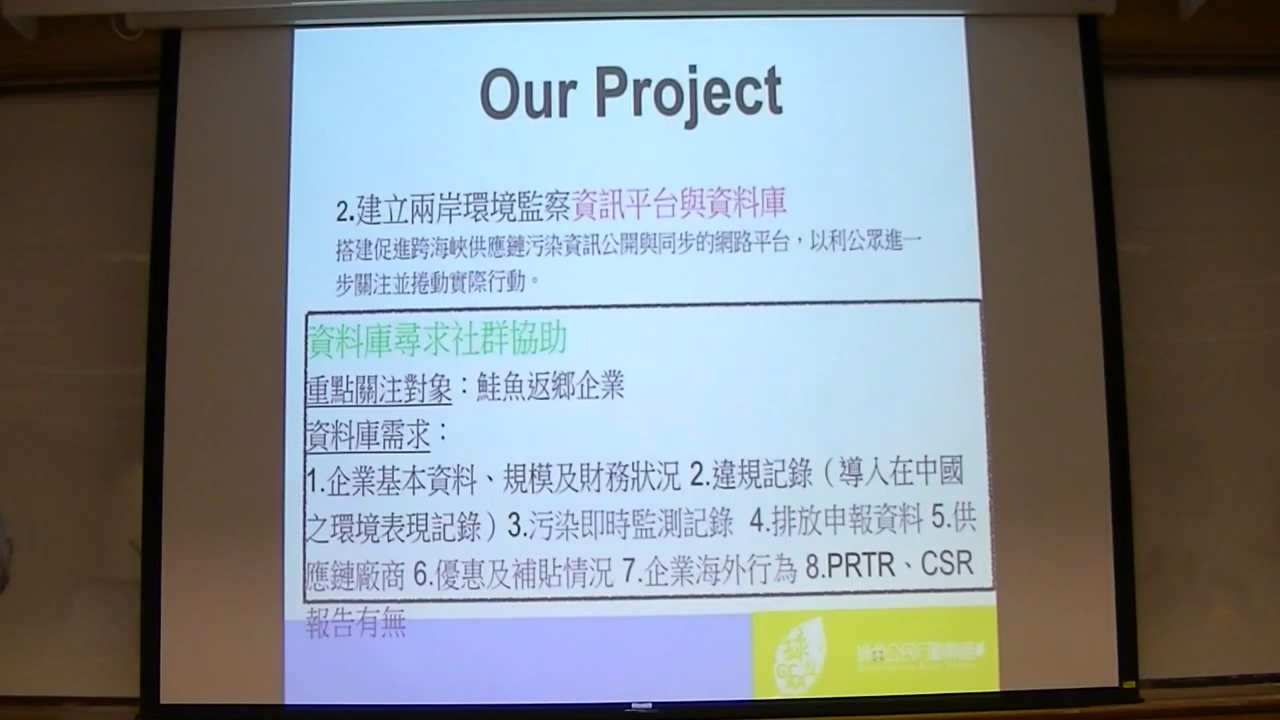 Our Project
2.建立兩岸環境監察資訊平台與資料庫
搭建促進跨海峽供應鏈污染資訊公開與同步的網路平台，以利公眾進一
步關注並捲動實際行動。
資料庫尋求社群協助
重點關注對象：鮭魚返鄉企業
資料庫需求：
1.企業基本資料、規模及財務狀況 2.違規記錄（導入在中國
之環境表現記錄）3.污染即時監測記錄 4.排放申報資料 5.供
應鏈廠商 6.優惠及補貼情況 7.企業海外行為 8.PRTR、CSR
報告有無